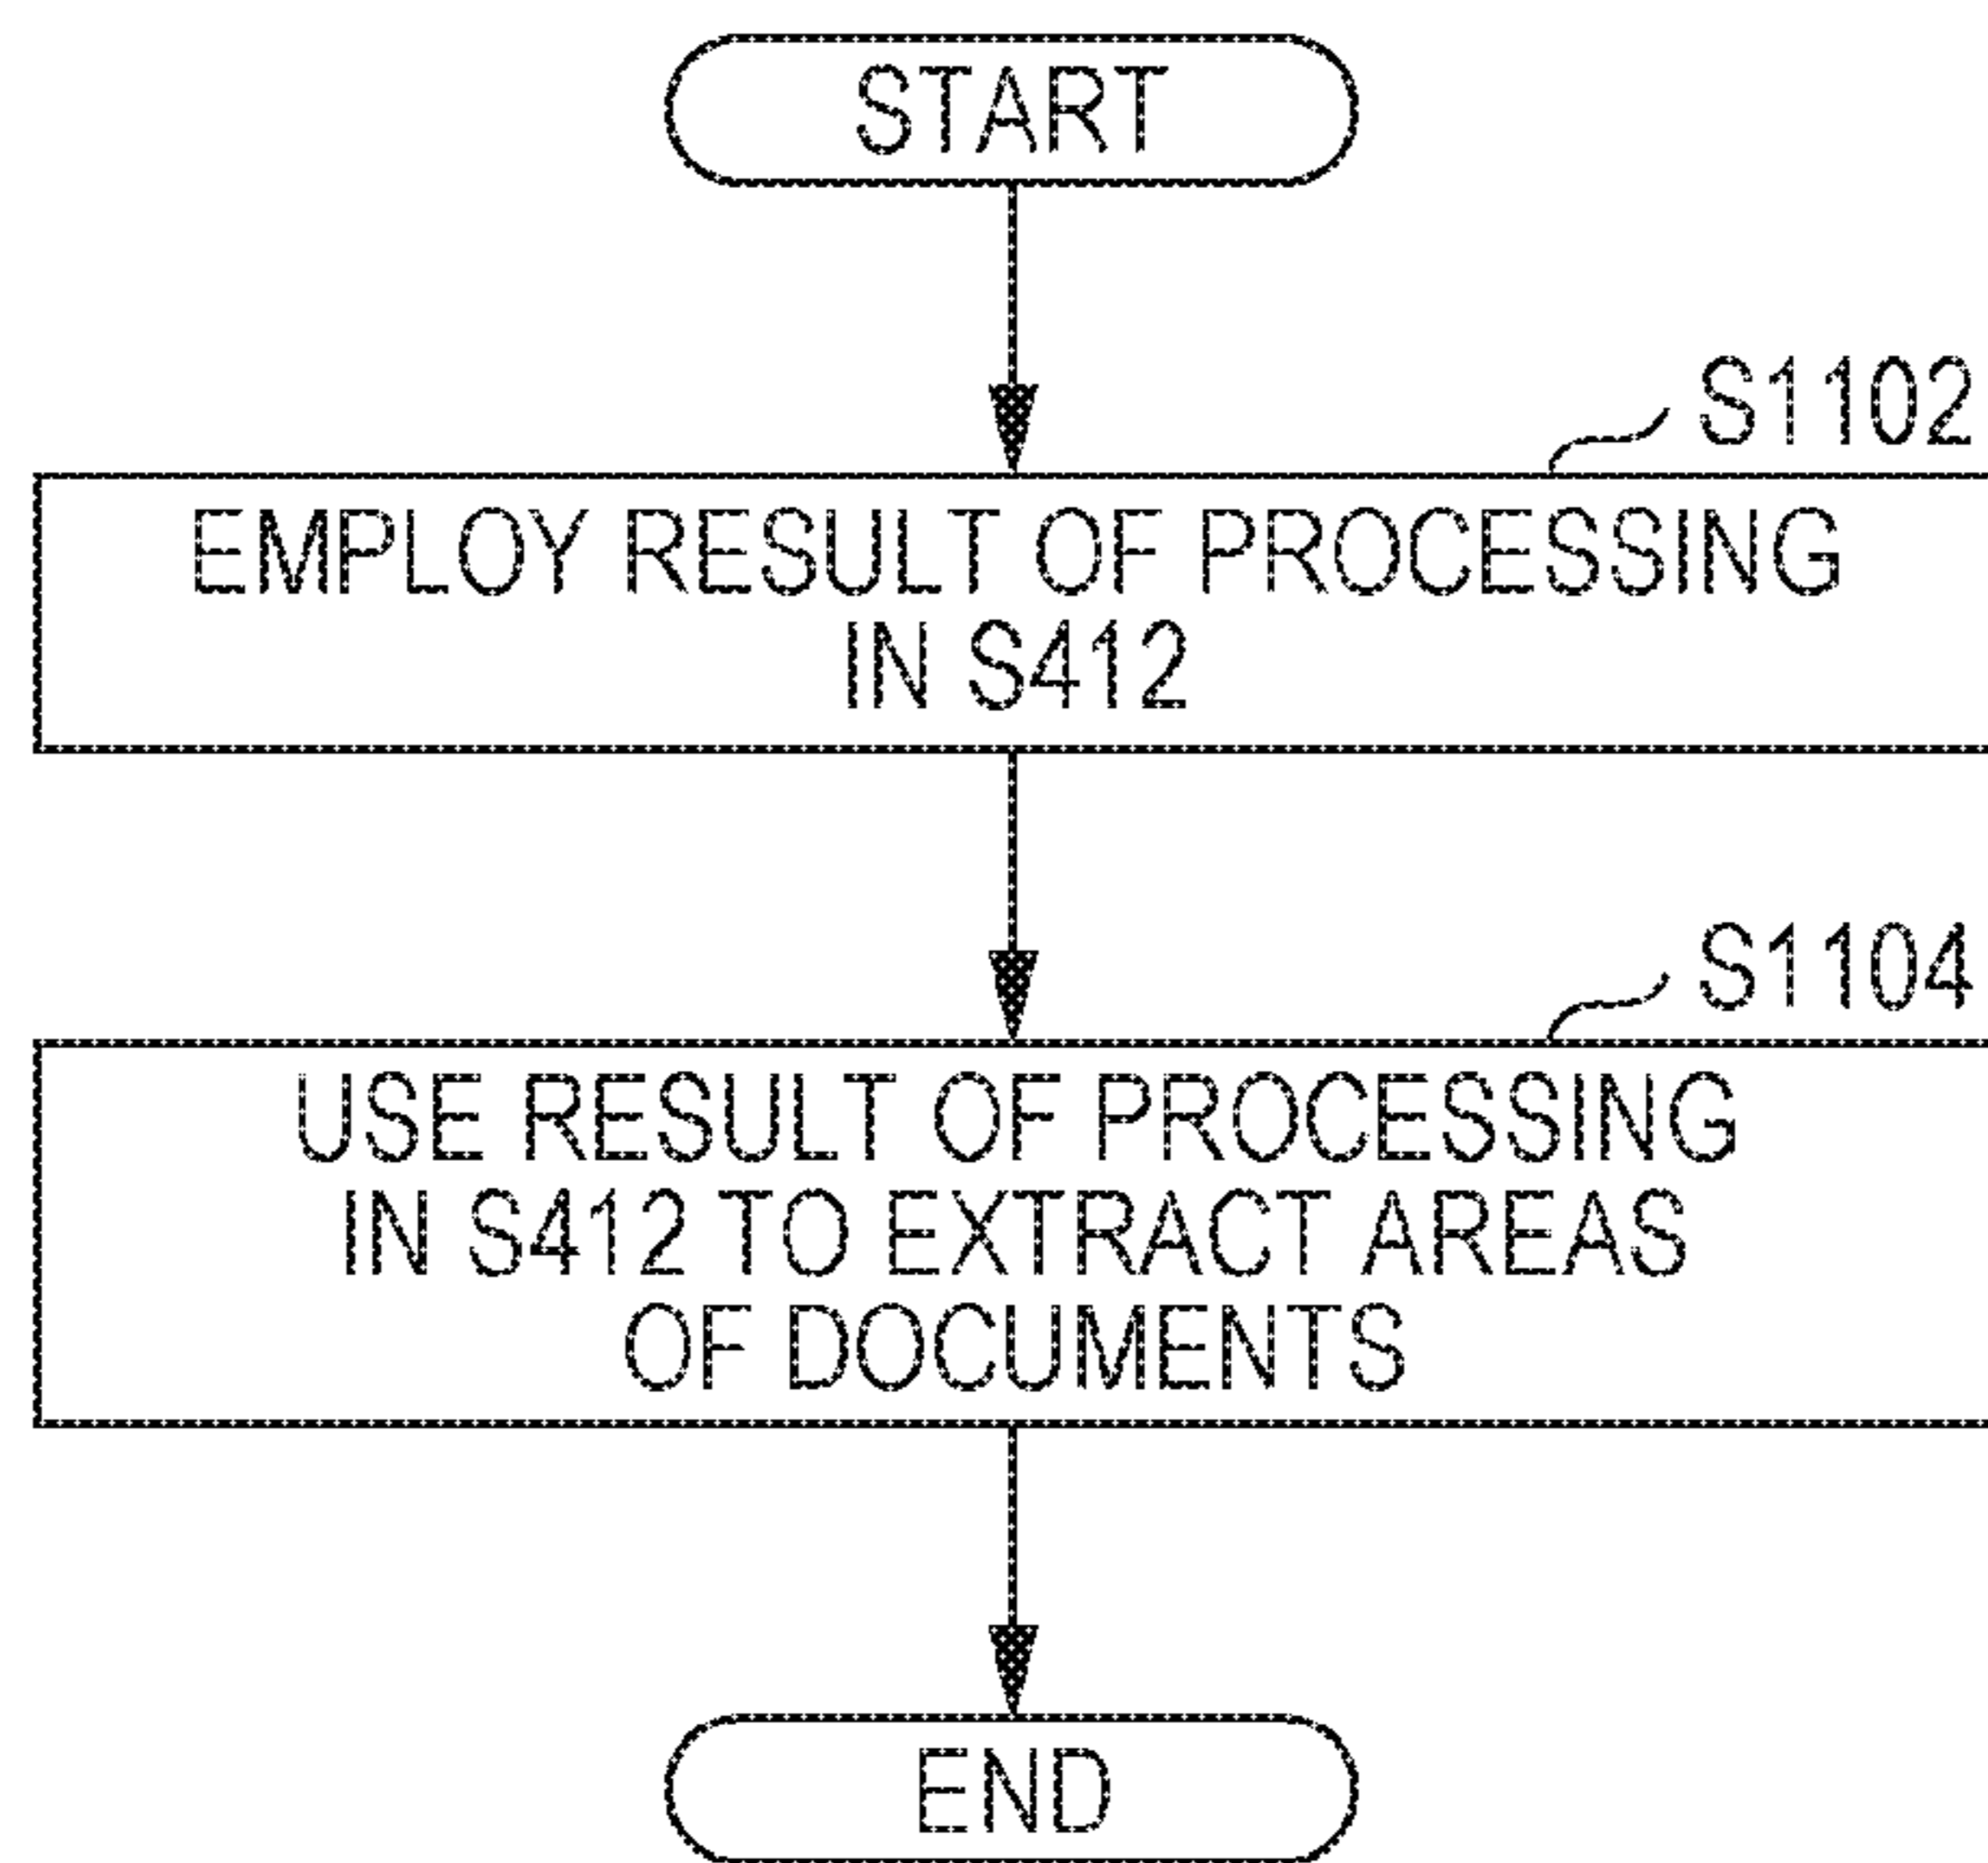 START
S1102
EMPLOY RESULT OF PROCESSING
IN S412
S1104
USE RESULT OF PROCESSING
IN S412 TO EXTRACT AREAS
OF DOCUMENTS
END